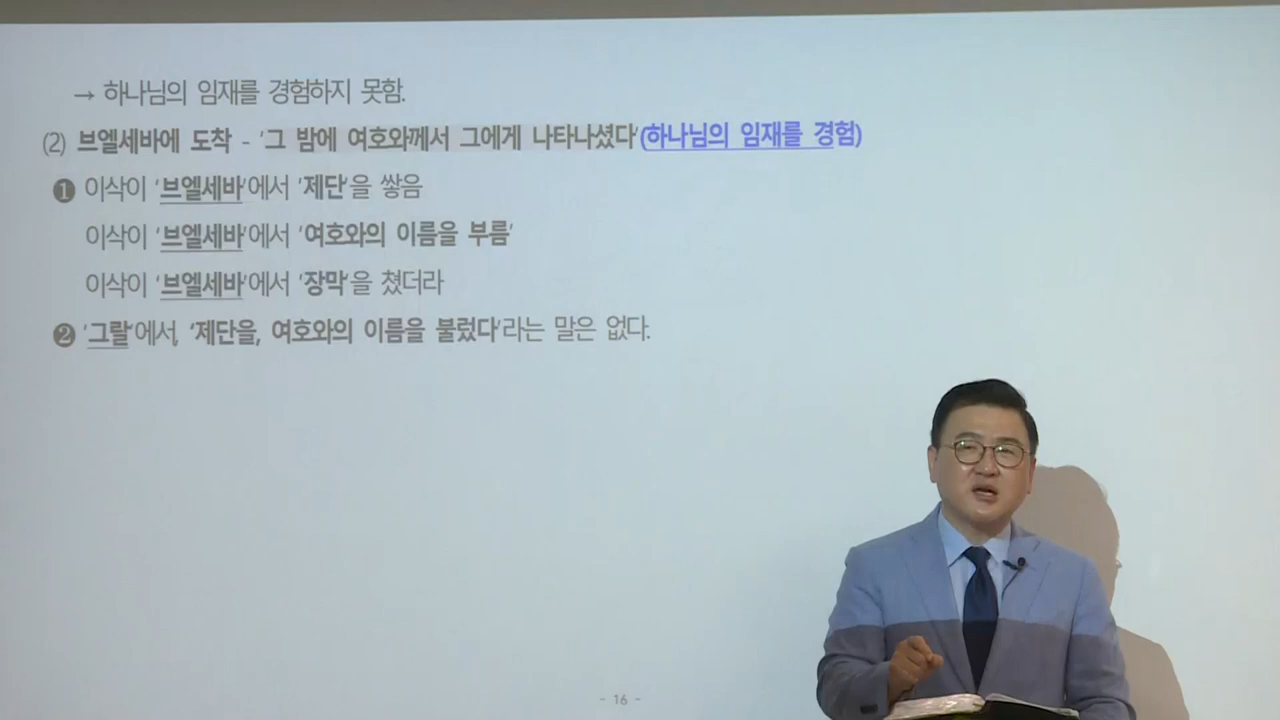 → 하나님의 임재를 경험하지 못함.
(2) 브엘세바에 도착 - '그 밤에 여호와께서 그에게 나타나셨다'(하나님의 임재를 경험)
❶ 이삭이 '브엘세바'에서 '제단'을 쌓음
이삭이 '브엘세바'에서 '여호와의 이름을 부름'
이삭이 '브엘세바'에서 '장막'을 쳤더라
❷ '그랄'에서, '제단을, 여호와의 이름을 불렀다'라는 말은 없다.
- 16 -